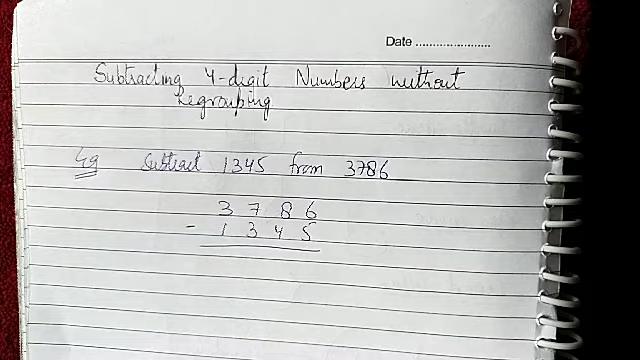 Date ......................
Subtracting 4-digit Numbers without
Regrouping
Eg Subtract 1345 from 3786
3 7 8 6
- 1 3 4 5